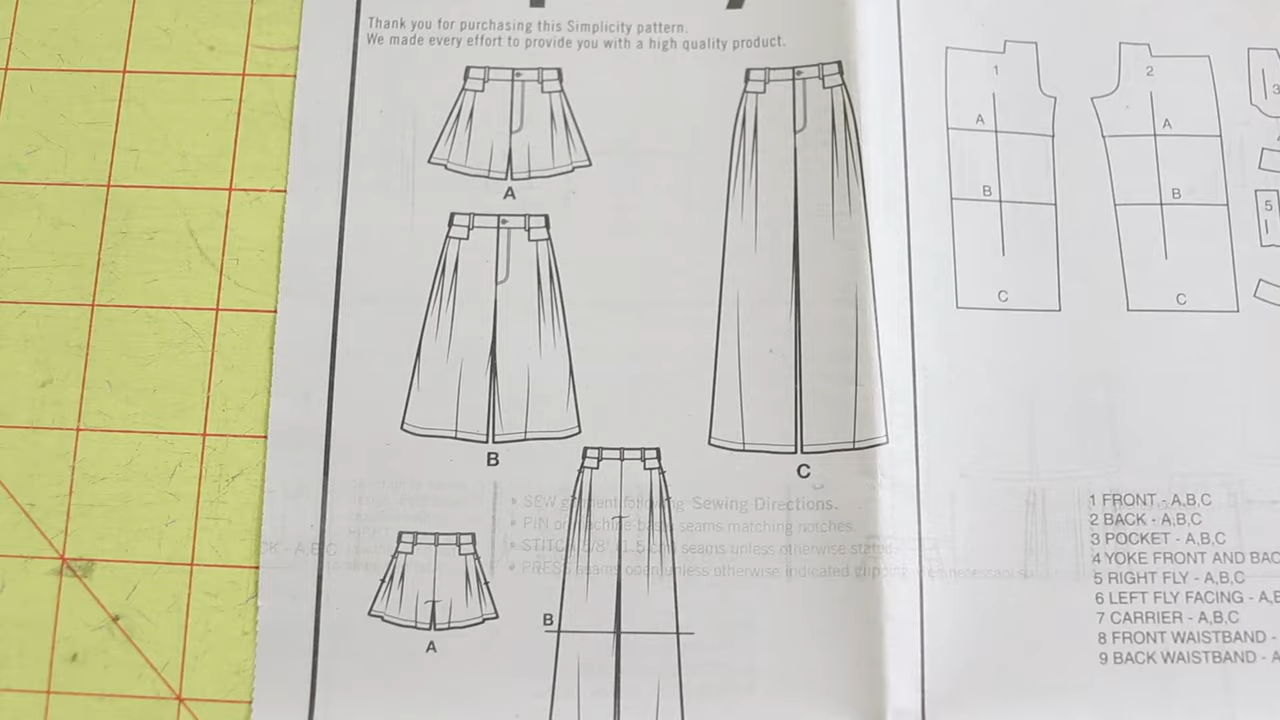 Thank you for purchasing this Simplicity pattern.
We made every effort to provide you with a high quality product.
A
B
C
A
B
• SEW garment following Sewing Directions.
• PIN or machine-baste seams matching notches.
• STITCH 5/8" (1.5 cm) seams unless otherwise stated.
• PRESS seams open unless otherwise indicated clipping
1
A
B
C
2
A
B
C
3
5
1 FRONT - A,B,C
2 BACK - A,B,C
3 POCKET - A,B,C
4 YOKE FRONT AND BAC
5 RIGHT FLY - A,B,C
6 LEFT FLY FACING - A,B
7 CARRIER - A,B,C
8 FRONT WAISTBAND -
9 BACK WAISTBAND - A